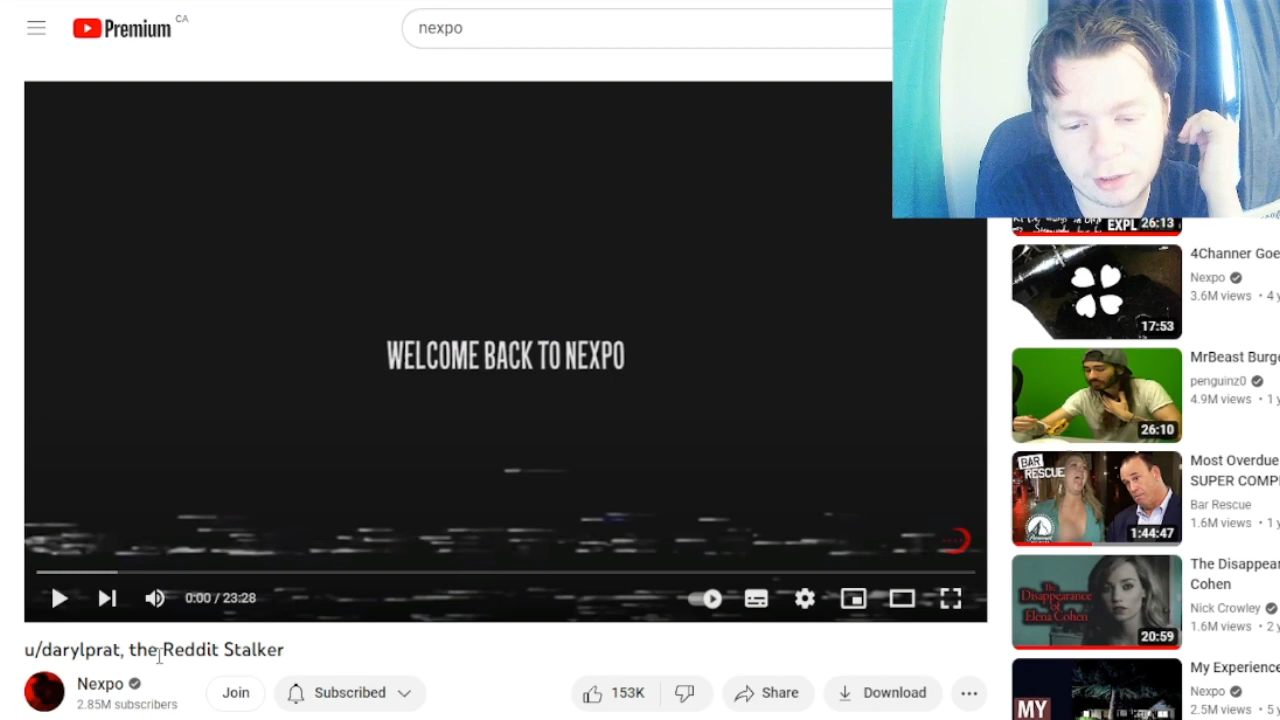 Premium CA
nexpo
WELCOME BACK TO NEXPO
0:00 / 23:28
u/darylprat, the Reddit Stalker
Nexpo
2.85M subscribers
Join
Subscribed
153K
Share
Download
EXPL 26:13
4Channer Goe
Nexpo
3.6M views • 4 y
17:53
MrBeast Burge
penguinz0
4.9M views • 1 y
26:10
BAR
RESCUE
Most Overdue
SUPER COMPI
Bar Rescue
1.6M views • 1 y
1:44:47
The Disappear
Cohen
Nick Crowley
1.6M views • 2 y
The
Disappearance
of
Elena Cohen
20:59
My Experience
Nexpo
2.5M views • 5 y
MY